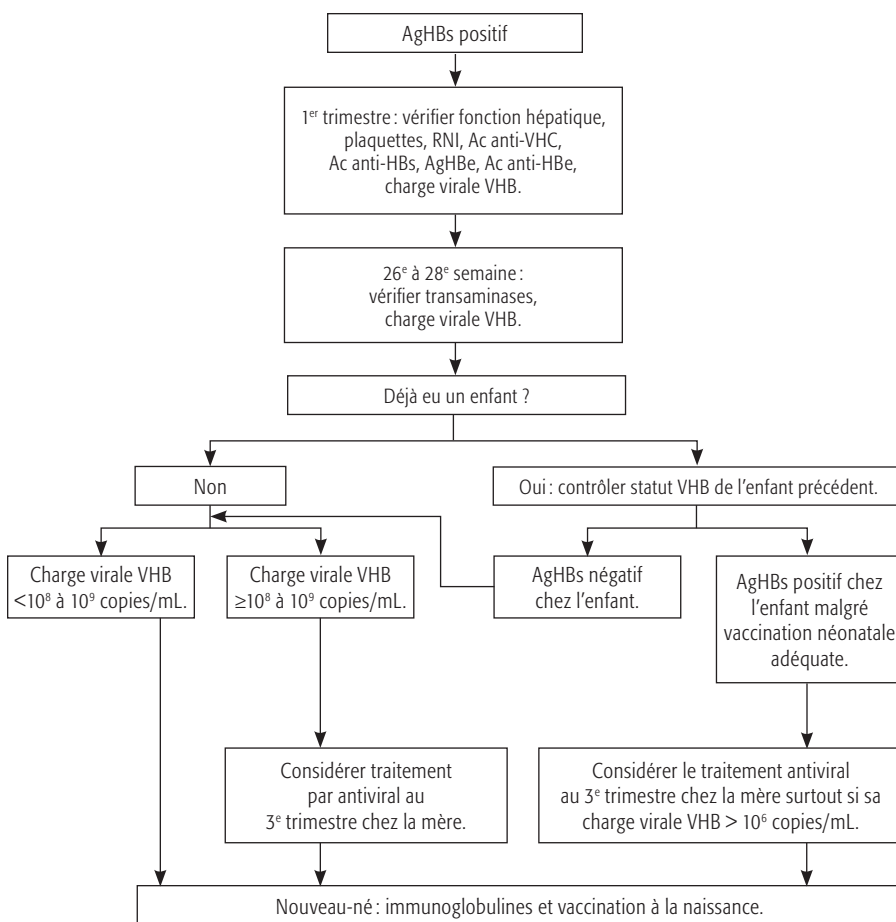 AgHBs positif
1er trimestre : vérifier fonction hépatique,
plaquettes, RNI, Ac anti-VHC,
Ac anti-HBs, AgHBe, Ac anti-HBe,
charge virale VHB.
26e à 28e semaine :
vérifier transaminases,
charge virale VHB.
Déjà eu un enfant ?
Non
Oui : contrôler statut VHB de l’enfant précédent.
Charge virale VHB
<10⁸ à 10⁹ copies/mL.
Charge virale VHB
≥10⁸ à 10⁹ copies/mL.
AgHBs négatif
chez l’enfant.
AgHBs positif chez
l’enfant malgré
vaccination néonatale
adéquate.
Considérer traitement
par antiviral au
3e trimestre chez la mère.
Considérer le traitement antiviral
au 3e trimestre chez la mère surtout si sa
charge virale VHB > 10⁶ copies/mL.
Nouveau-né : immunoglobulines et vaccination à la naissance.